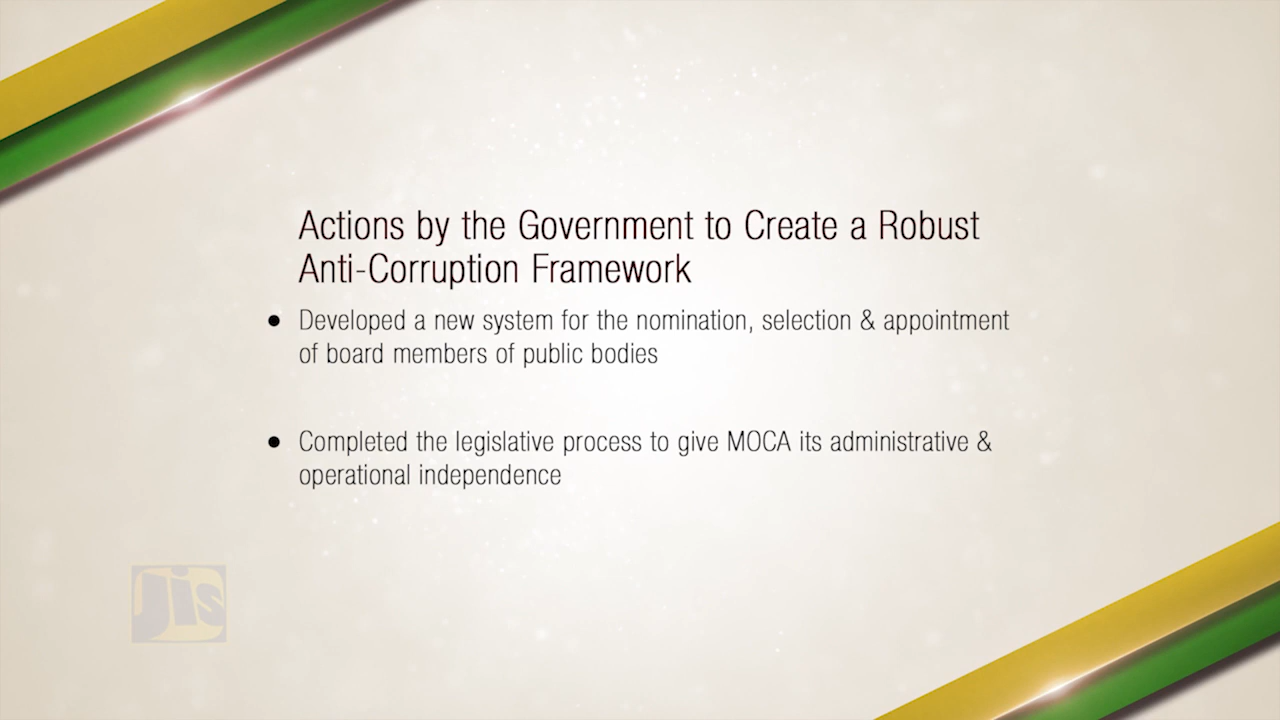 Actions by the Government to Create a Robust
Anti-Corruption Framework
● Developed a new system for the nomination, selection & appointment
of board members of public bodies
● Completed the legislative process to give MOCA its administrative &
operational independence
Jis